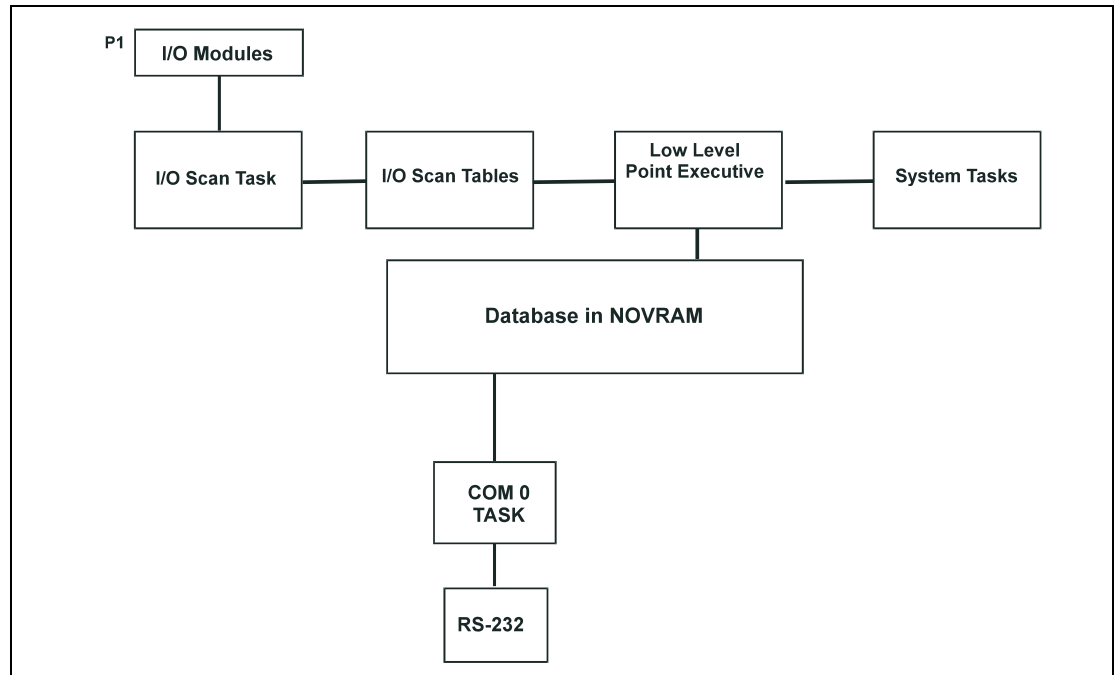 P1
I/O Modules
I/O Scan Task
I/O Scan Tables
Low Level
Point Executive
System Tasks
Database in NOVRAM
COM 0
TASK
RS-232